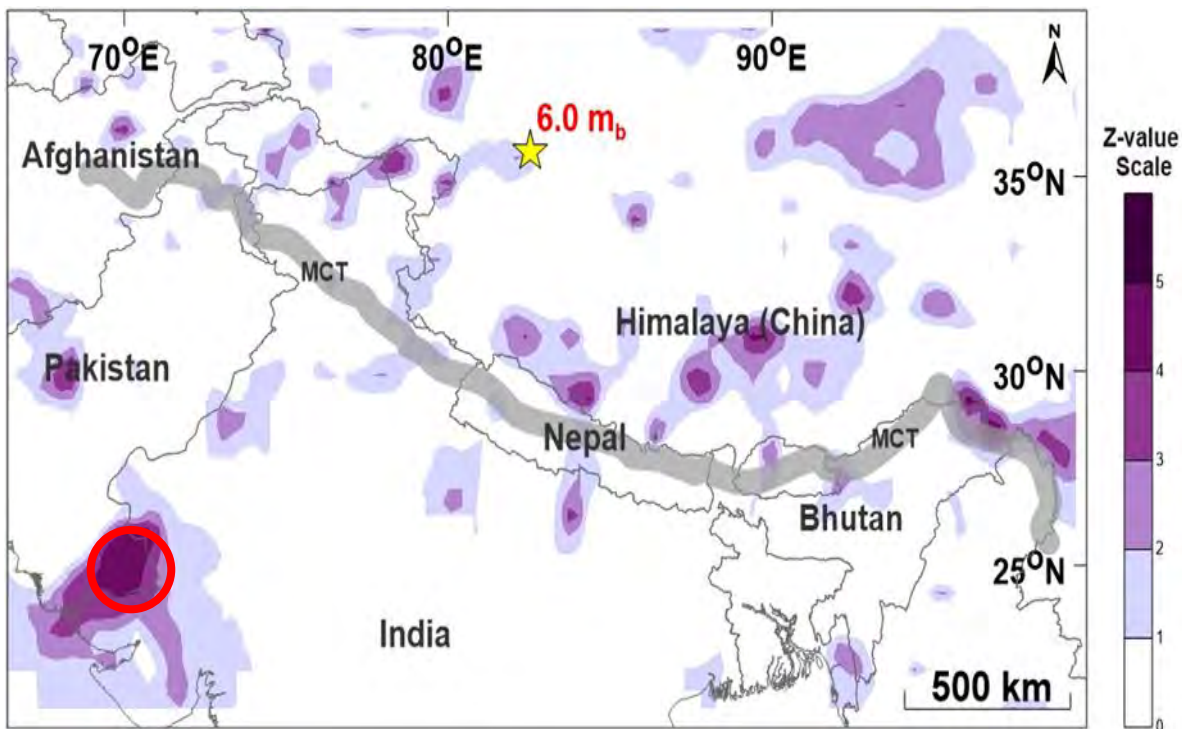 70°E 80°E 90°E
N
6.0 m_b
Z-value
Scale
Afghanistan
35°N
MCT
Himalaya (China)
5
Pakistan
30°N
4
Nepal
MCT
3
Bhutan
2
25°N
India
1
500 km
0